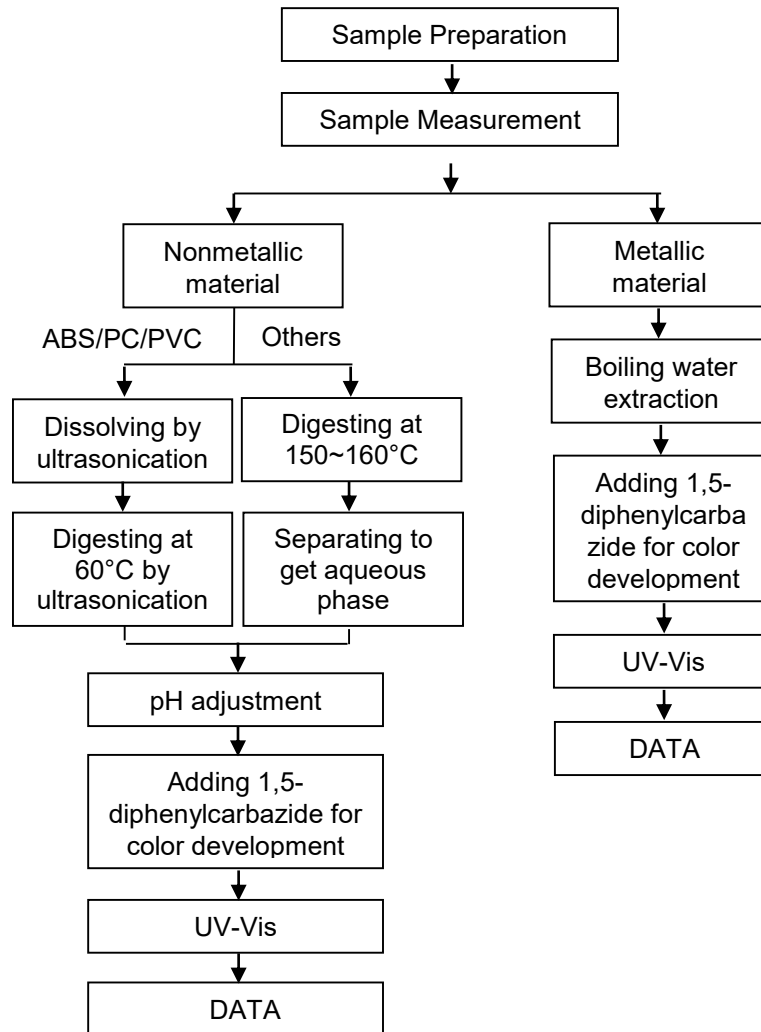 Sample Preparation
Sample Measurement
Nonmetallic
material
Metallic
material
ABS/PC/PVC
Others
Dissolving by
ultrasonication
Digesting at
150~160°C
Boiling water
extraction
Digesting at
60°C by
ultrasonication
Separating to
get aqueous
phase
Adding 1,5-
diphenylcarba
zide for color
development
pH adjustment
UV-Vis
DATA
Adding 1,5-
diphenylcarbazide for
color development
UV-Vis
DATA